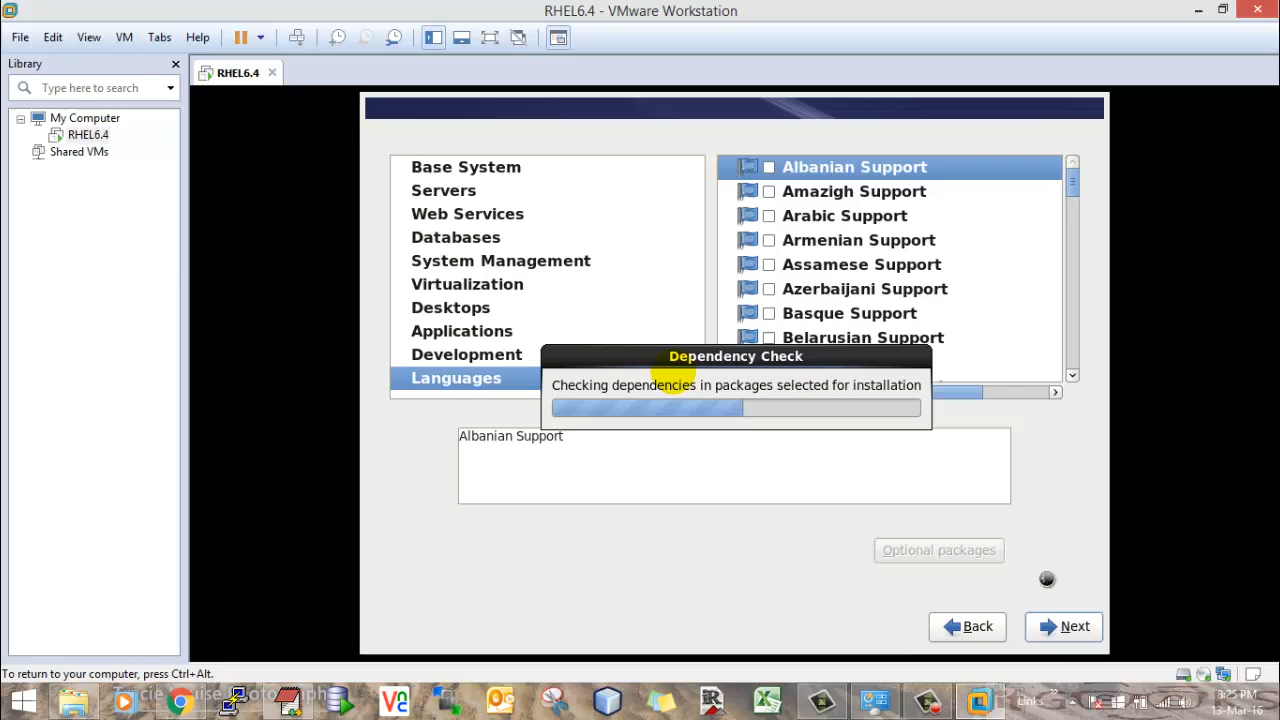 RHEL6.4 - VMware Workstation
File Edit View VM Tabs Help
Library
RHEL6.4
Type here to search
My Computer
RHEL6.4
Shared VMs
Base System
Servers
Web Services
Databases
System Management
Virtualization
Desktops
Applications
Development
Languages
Albanian Support
Amazigh Support
Arabic Support
Armenian Support
Assamese Support
Azerbaijani Support
Basque Support
Belarusian Support
Dependency Check
Checking dependencies in packages selected for installation
Albanian Support
Optional packages
Back
Next
To return to your computer, press Ctrl+Alt.
Links
3:25 PM
13-Mar-16